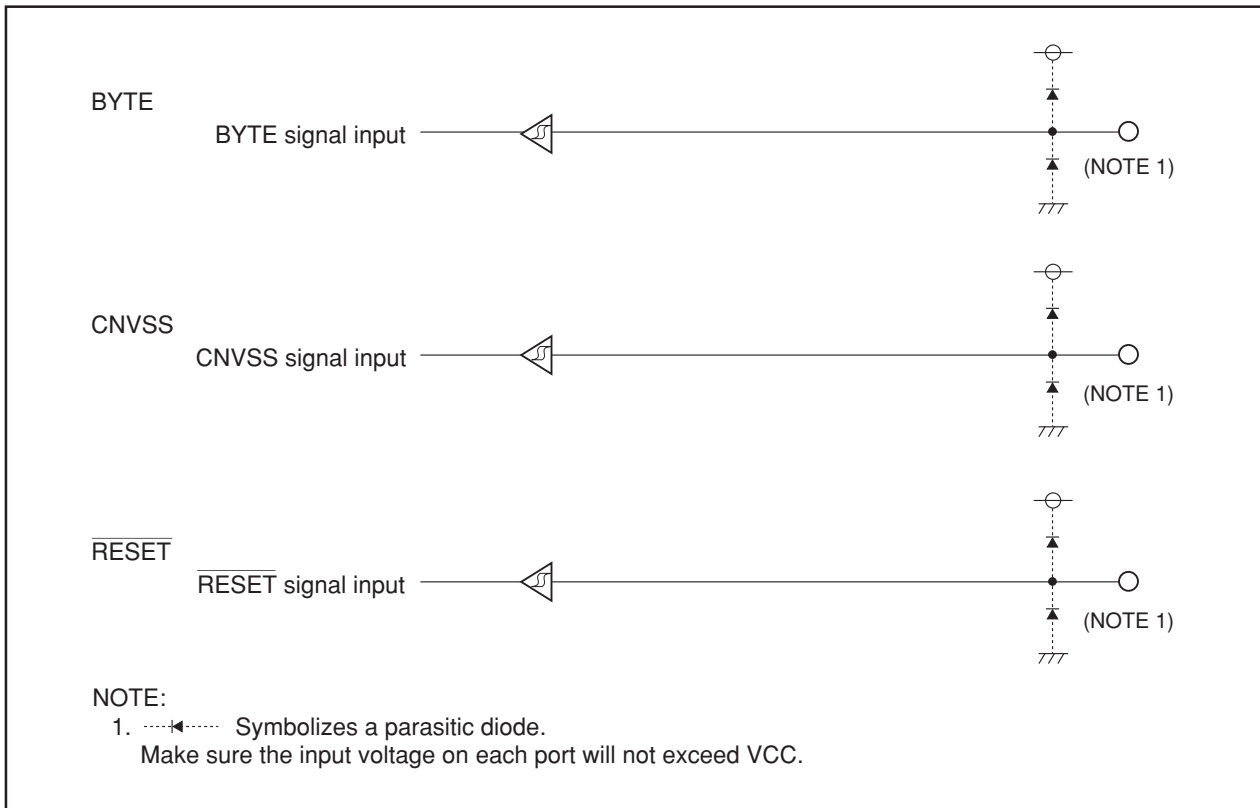 BYTE
BYTE signal input
(NOTE 1)
CNVSS
CNVSS signal input
(NOTE 1)
RESET
RESET signal input
(NOTE 1)
NOTE:
1. Symbolizes a parasitic diode.
Make sure the input voltage on each port will not exceed VCC.